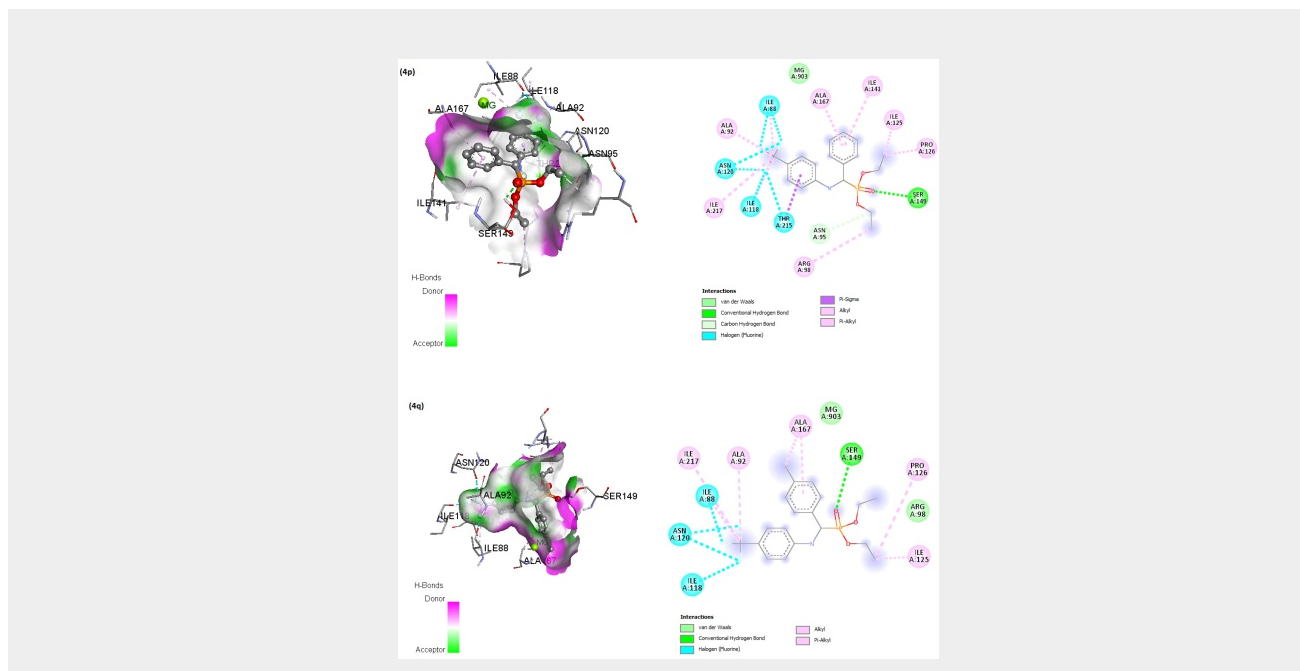 (4p)
ILE88
MG
ILE118
ALA167
ALA92
ASN120
ASN95
ILE141
SER149
H-Bonds
Donor
Acceptor
MG
A:903
ILE
A:88
ALA
A:167
ILE
A:141
ALA
A:92
ILE
A:125
PRO
A:126
ASN
A:120
ILE
A:217
ILE
A:118
THR
A:215
SER
A:149
ASN
A:95
ARG
A:98
Interactions
van der Waals
Conventional Hydrogen Bond
Carbon Hydrogen Bond
Halogen (Fluorine)
Pi-Sigma
Alkyl
Pi-Alkyl
(4q)
ASN120
ALA92
SER149
ILE88
H-Bonds
Donor
Acceptor
MG
A:903
ALA
A:167
ILE
A:217
ALA
A:92
SER
A:149
PRO
A:126
ILE
A:88
ARG
A:98
ASN
A:120
ILE
A:125
ILE
A:118
Interactions
van der Waals
Conventional Hydrogen Bond
Halogen (Fluorine)
Alkyl
Pi-Alkyl